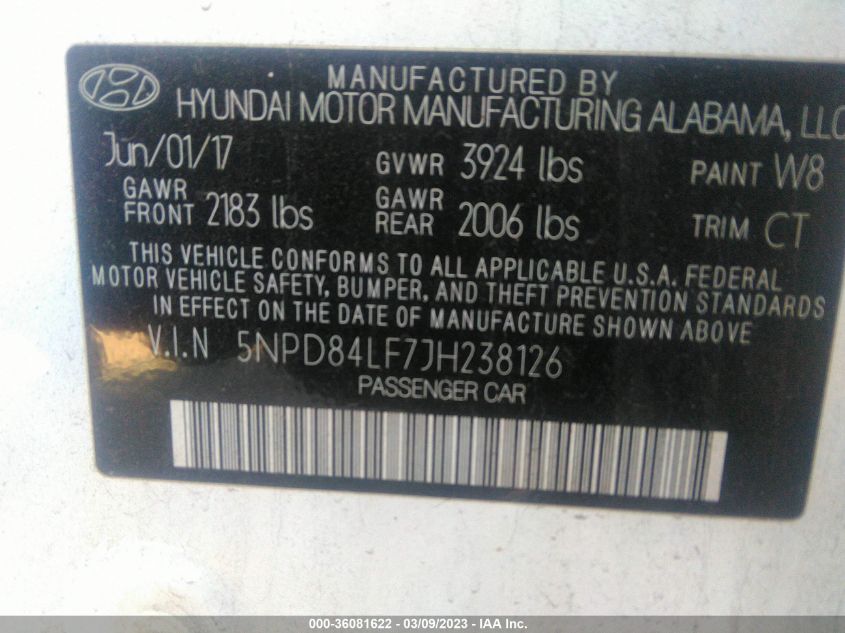 MANUFACTURED BY
HYUNDAI MOTOR MANUFACTURING ALABAMA, LLC
Jun/01/17 GVWR 3924 lbs PAINT W8
GAWR FRONT 2183 lbs GAWR REAR 2006 lbs TRIM CT
THIS VEHICLE CONFORMS TO ALL APPLICABLE U.S.A. FEDERAL
MOTOR VEHICLE SAFETY, BUMPER, AND THEFT PREVENTION STANDARDS
IN EFFECT ON THE DATE OF MANUFACTURE SHOWN ABOVE
V.I.N 5NPD84LF7JH238126
PASSENGER CAR
000-36081622 - 03/09/2023 - IAA Inc.